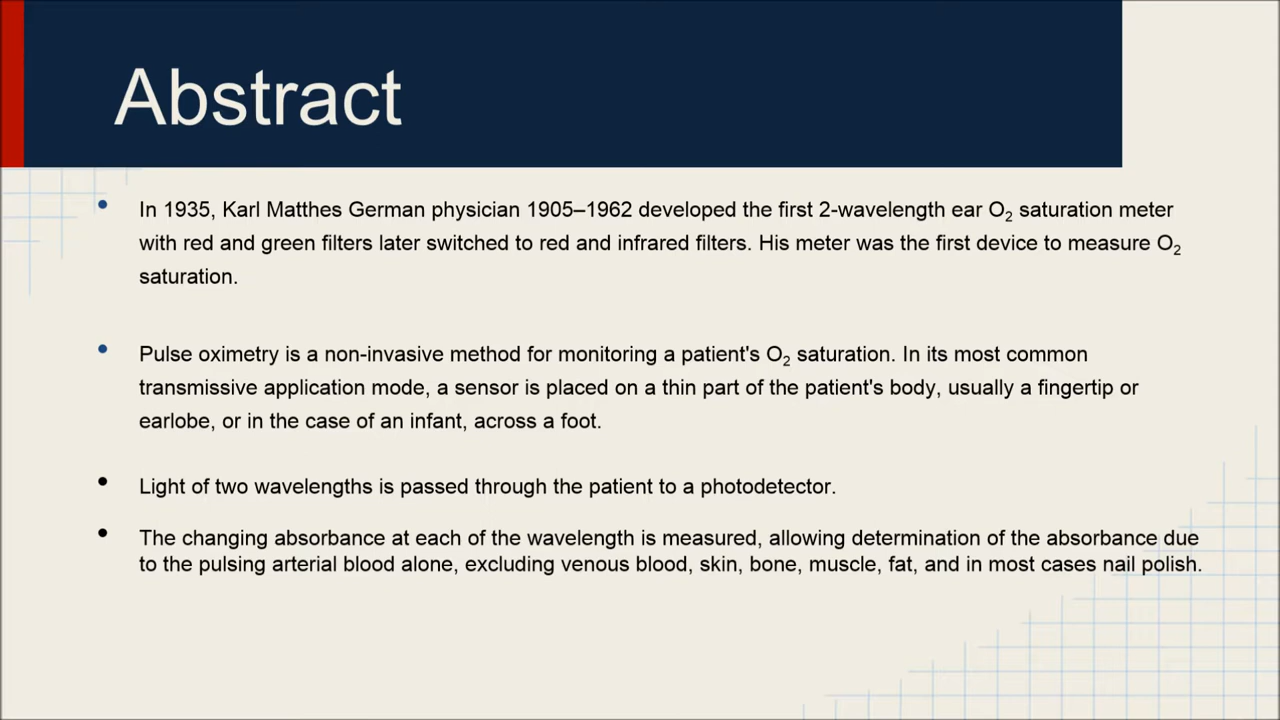 Abstract
• In 1935, Karl Matthes German physician 1905–1962 developed the first 2-wavelength ear O₂ saturation meter
with red and green filters later switched to red and infrared filters. His meter was the first device to measure O₂
saturation.
• Pulse oximetry is a non-invasive method for monitoring a patient's O₂ saturation. In its most common
transmissive application mode, a sensor is placed on a thin part of the patient's body, usually a fingertip or
earlobe, or in the case of an infant, across a foot.
• Light of two wavelengths is passed through the patient to a photodetector.
• The changing absorbance at each of the wavelength is measured, allowing determination of the absorbance due
to the pulsing arterial blood alone, excluding venous blood, skin, bone, muscle, fat, and in most cases nail polish.